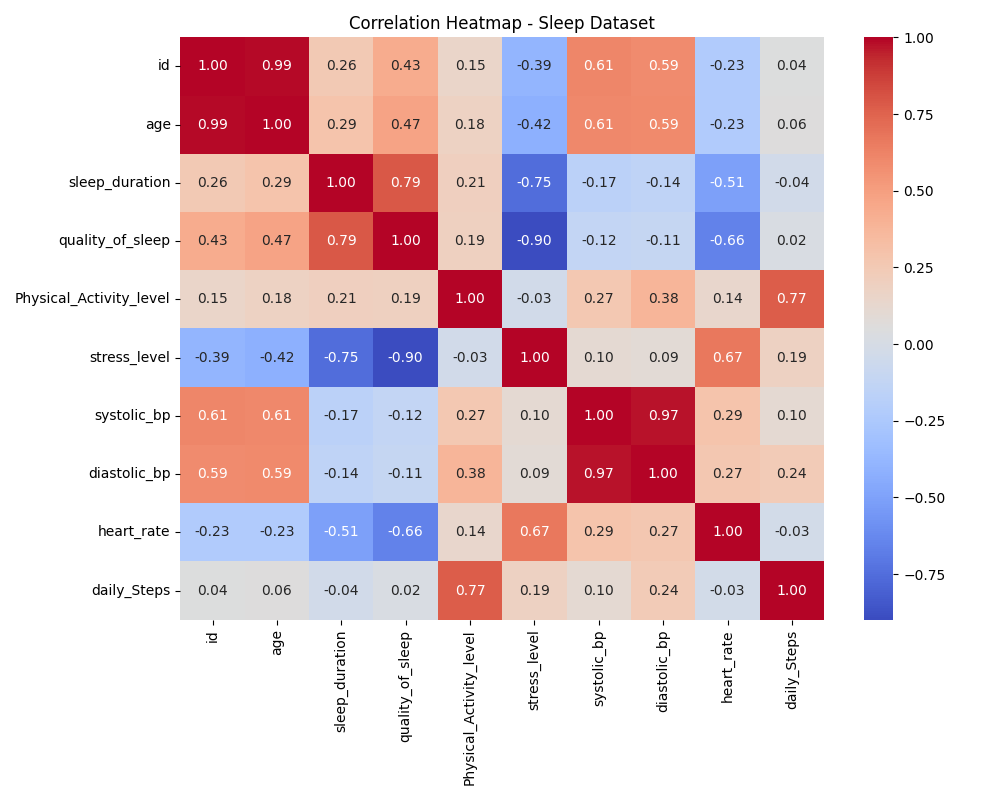 Correlation Heatmap - Sleep Dataset
id 1.00 0.99 0.26 0.43 0.15 -0.39 0.61 0.59 -0.23 0.04
age 0.99 1.00 0.29 0.47 0.18 -0.42 0.61 0.59 -0.23 0.06
sleep_duration 0.26 0.29 1.00 0.79 0.21 -0.75 -0.17 -0.14 -0.51 -0.04
quality_of_sleep 0.43 0.47 0.79 1.00 0.19 -0.90 -0.12 -0.11 -0.66 0.02
Physical_Activity_level 0.15 0.18 0.21 0.19 1.00 -0.03 0.27 0.38 0.14 0.77
stress_level -0.39 -0.42 -0.75 -0.90 -0.03 1.00 0.10 0.09 0.67 0.19
systolic_bp 0.61 0.61 -0.17 -0.12 0.27 0.10 1.00 0.97 0.29 0.10
diastolic_bp 0.59 0.59 -0.14 -0.11 0.38 0.09 0.97 1.00 0.27 0.24
heart_rate -0.23 -0.23 -0.51 -0.66 0.14 0.67 0.29 0.27 1.00 -0.03
daily_Steps 0.04 0.06 -0.04 0.02 0.77 0.19 0.10 0.24 -0.03 1.00
id
age
sleep_duration
quality_of_sleep
Physical_Activity_level
stress_level
systolic_bp
diastolic_bp
heart_rate
daily_Steps
1.00
0.75
0.50
0.25
0.00
−0.25
−0.50
−0.75